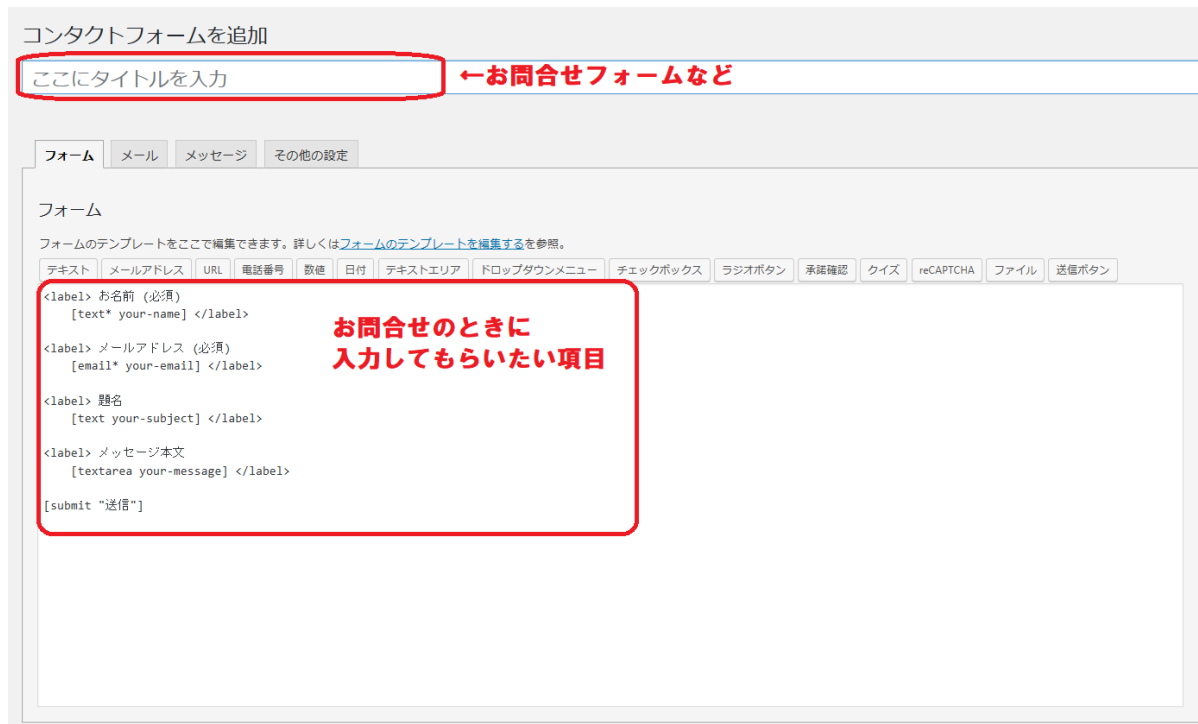 コンタクトフォームを追加
ここにタイトルを入力
←お問合せフォームなど
フォーム メール メッセージ その他の設定
フォーム
フォームのテンプレートをここで編集できます。詳しくはフォームのテンプレートを編集するを参照。
テキスト メールアドレス URL 電話番号 数値 日付 テキストエリア ドロップダウンメニュー チェックボックス ラジオボタン 承諾確認 クイズ reCAPTCHA ファイル 送信ボタン
<label> お名前 (必須)
[text* your-name] </label>
<label> メールアドレス (必須)
[email* your-email] </label>
<label> 題名
[text your-subject] </label>
<label> メッセージ本文
[textarea your-message] </label>
[submit "送信"]
お問合せのときに
入力してもらいたい項目